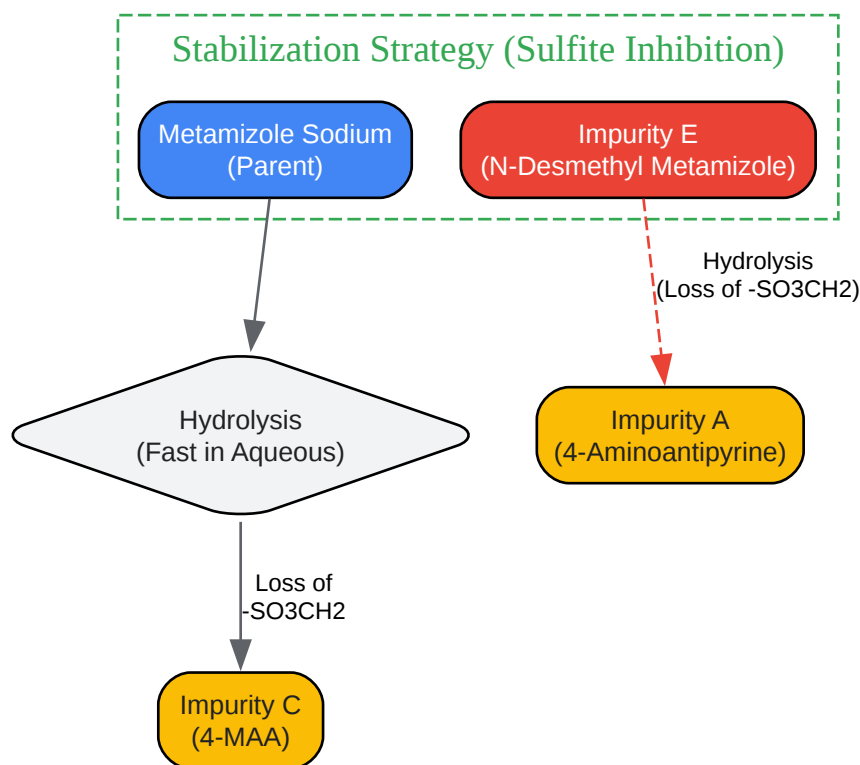 Stabilization Strategy (Sulfite Inhibition)
Metamizole Sodium
(Parent)
Impurity E
(N-Desmethyl Metamizole)
Hydrolysis
(Loss of -SO3CH2)
Hydrolysis
(Fast in Aqueous)
Impurity A
(4-Aminoantipyrine)
Loss of
-SO3CH2
Impurity C
(4-MAA)